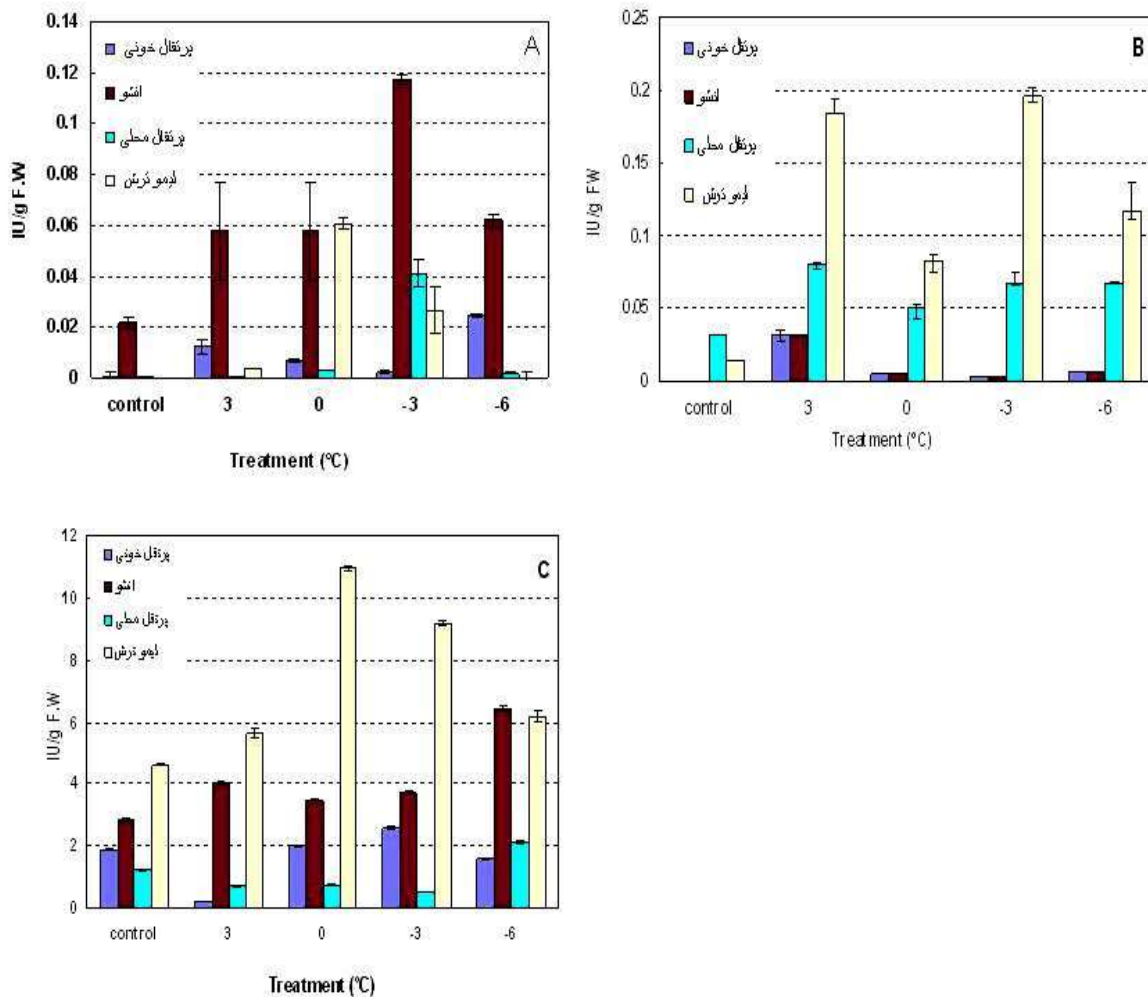 A
0.14
0.12
0.1
0.08
0.06
0.04
0.02
0
IU/g F.W
پرتقال خونی
انشو
پرتقال محلی
لیمو ترش
control 3 0 -3 -6
Treatment (°C)
B
0.25
0.2
0.15
0.1
0.05
0
IU/g FW
پرتقال خونی
انشو
پرتقال محلی
لیمو ترش
control 3 0 -3 -6
Treatment (°C)
C
12
10
8
6
4
2
0
IU/g F.W
پرتقال خونی
انشو
پرتقال محلی
لیمو ترش
control 3 0 -3 -6
Treatment (°C)